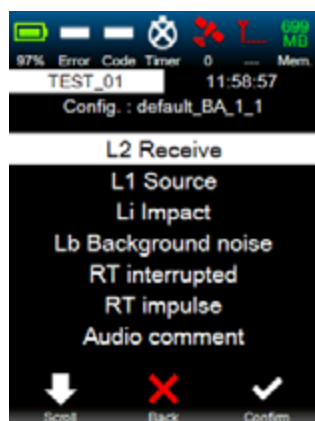 699
MB
97% Error Code Timer 0 --- Mem.
TEST_01 11:58:57
Config. : default_BA_1_1
L2 Receive
L1 Source
Li Impact
Lb Background noise
RT interrupted
RT impulse
Audio comment
Scroll Back Confirm